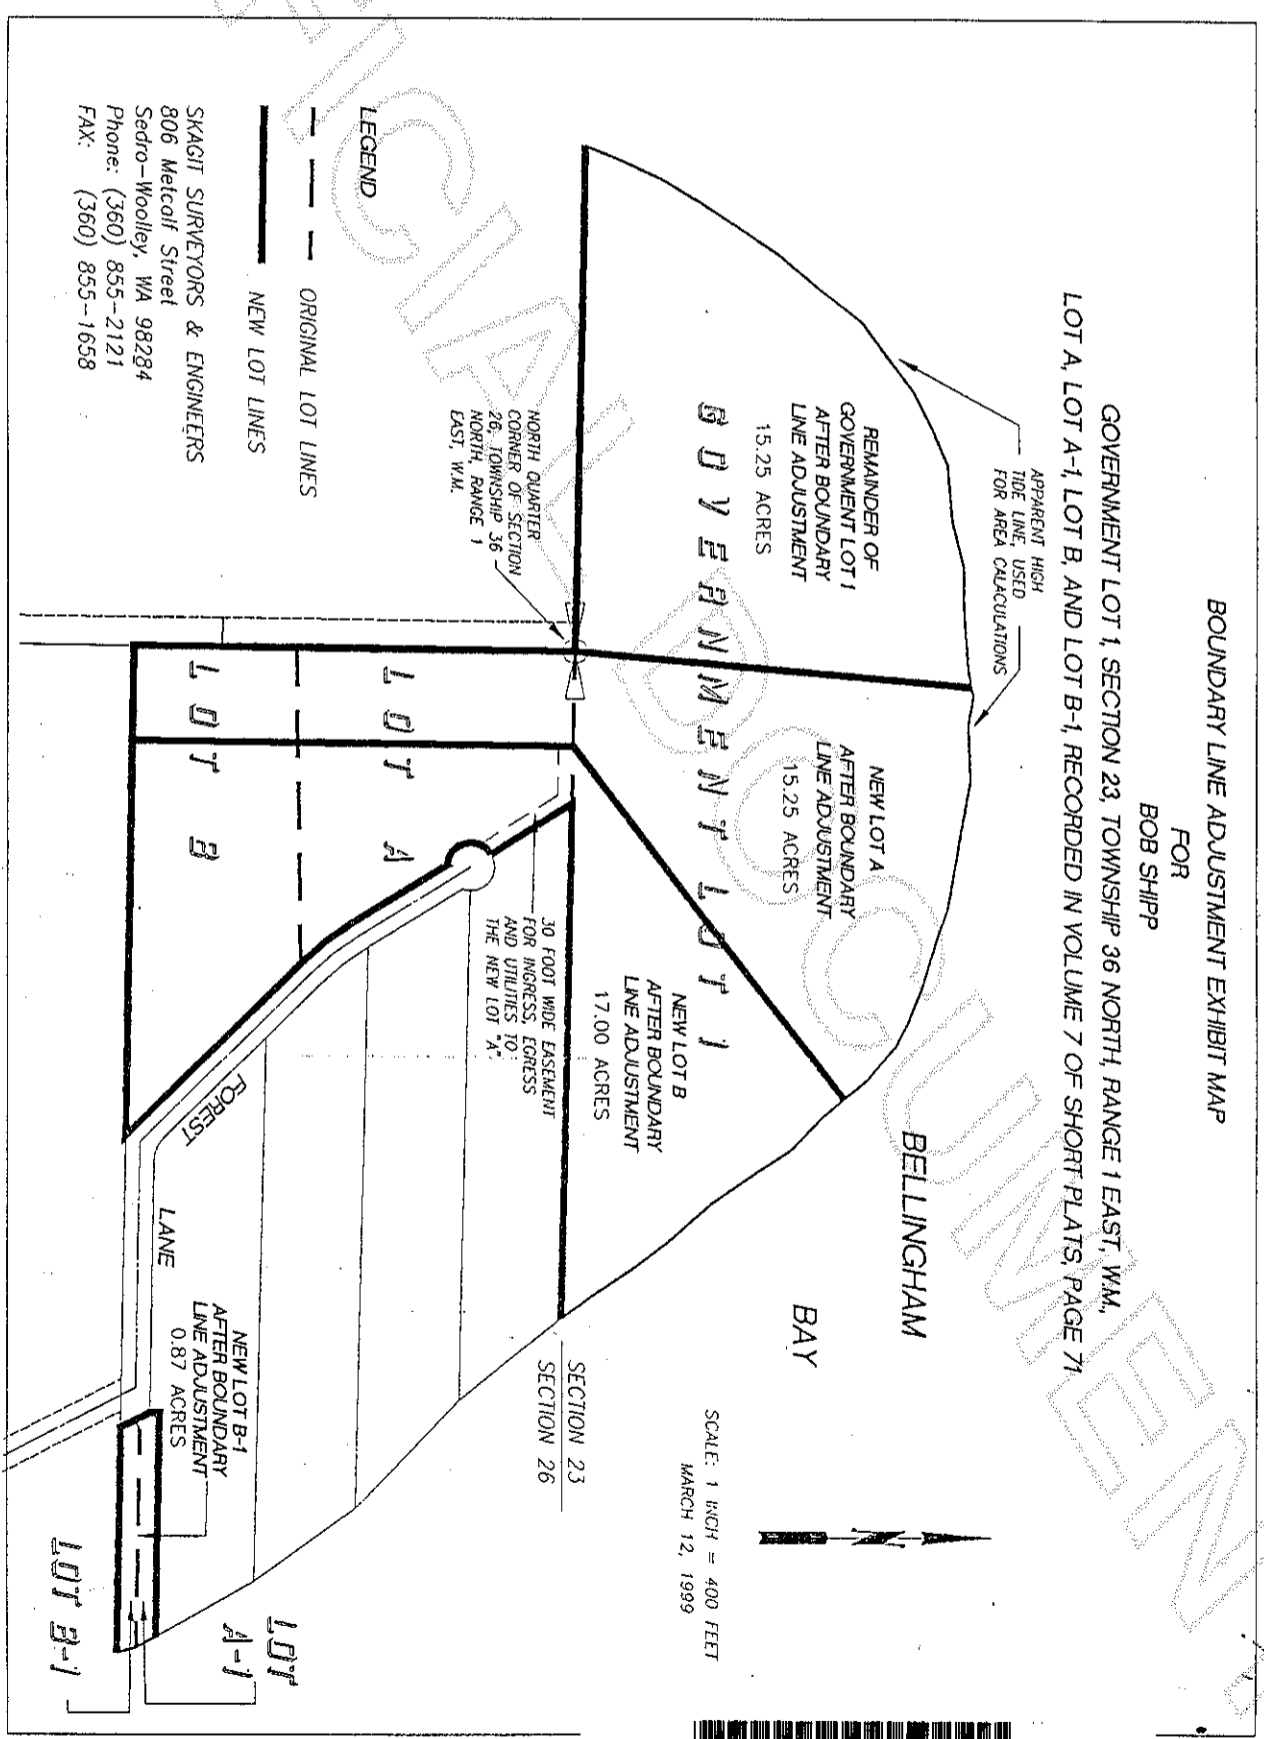 BOUNDARY LINE ADJUSTMENT EXHIBIT MAP
FOR
BOB SHIPP
GOVERNMENT LOT 1, SECTION 23, TOWNSHIP 36 NORTH, RANGE 1 EAST, W.M.,
LOT A, LOT A-1, LOT B, AND LOT B-1, RECORDED IN VOLUME 7 OF SHORT PLATS, PAGE 71
APPARENT HIGH
TIDE LINE, USED
FOR AREA CALACULATIONS
BELLINGHAM
BAY
SCALE: 1 INCH = 400 FEET
MARCH 12, 1999
REMAINDER OF
GOVERNMENT LOT 1
AFTER BOUNDARY
LINE ADJUSTMENT
15.25 ACRES
NEW LOT A
AFTER BOUNDARY
LINE ADJUSTMENT
15.25 ACRES
GOVERNMENT LOT 1
NEW LOT B
AFTER BOUNDARY
LINE ADJUSTMENT
17.00 ACRES
SECTION 23
SECTION 26
NORTH QUARTER
CORNER OF SECTION
26, TOWNSHIP 36
NORTH, RANGE 1
EAST, W.M.
30 FOOT WIDE EASEMENT
FOR INGRESS, EGRESS
AND UTILITIES TO
THE NEW LOT "A".
LOT A
LOT B
FOREST
LANE
NEW LOT B-1
AFTER BOUNDARY
LINE ADJUSTMENT
0.87 ACRES
LOT
A-1
LOT B-1
LEGEND
ORIGINAL LOT LINES
NEW LOT LINES
SKAGIT SURVEYORS & ENGINEERS
806 Metcalf Street
Sedro-Woolley, WA 98284
Phone: (360) 855-2121
FAX: (360) 855-1658
UNOFFICIAL DOCUMENT